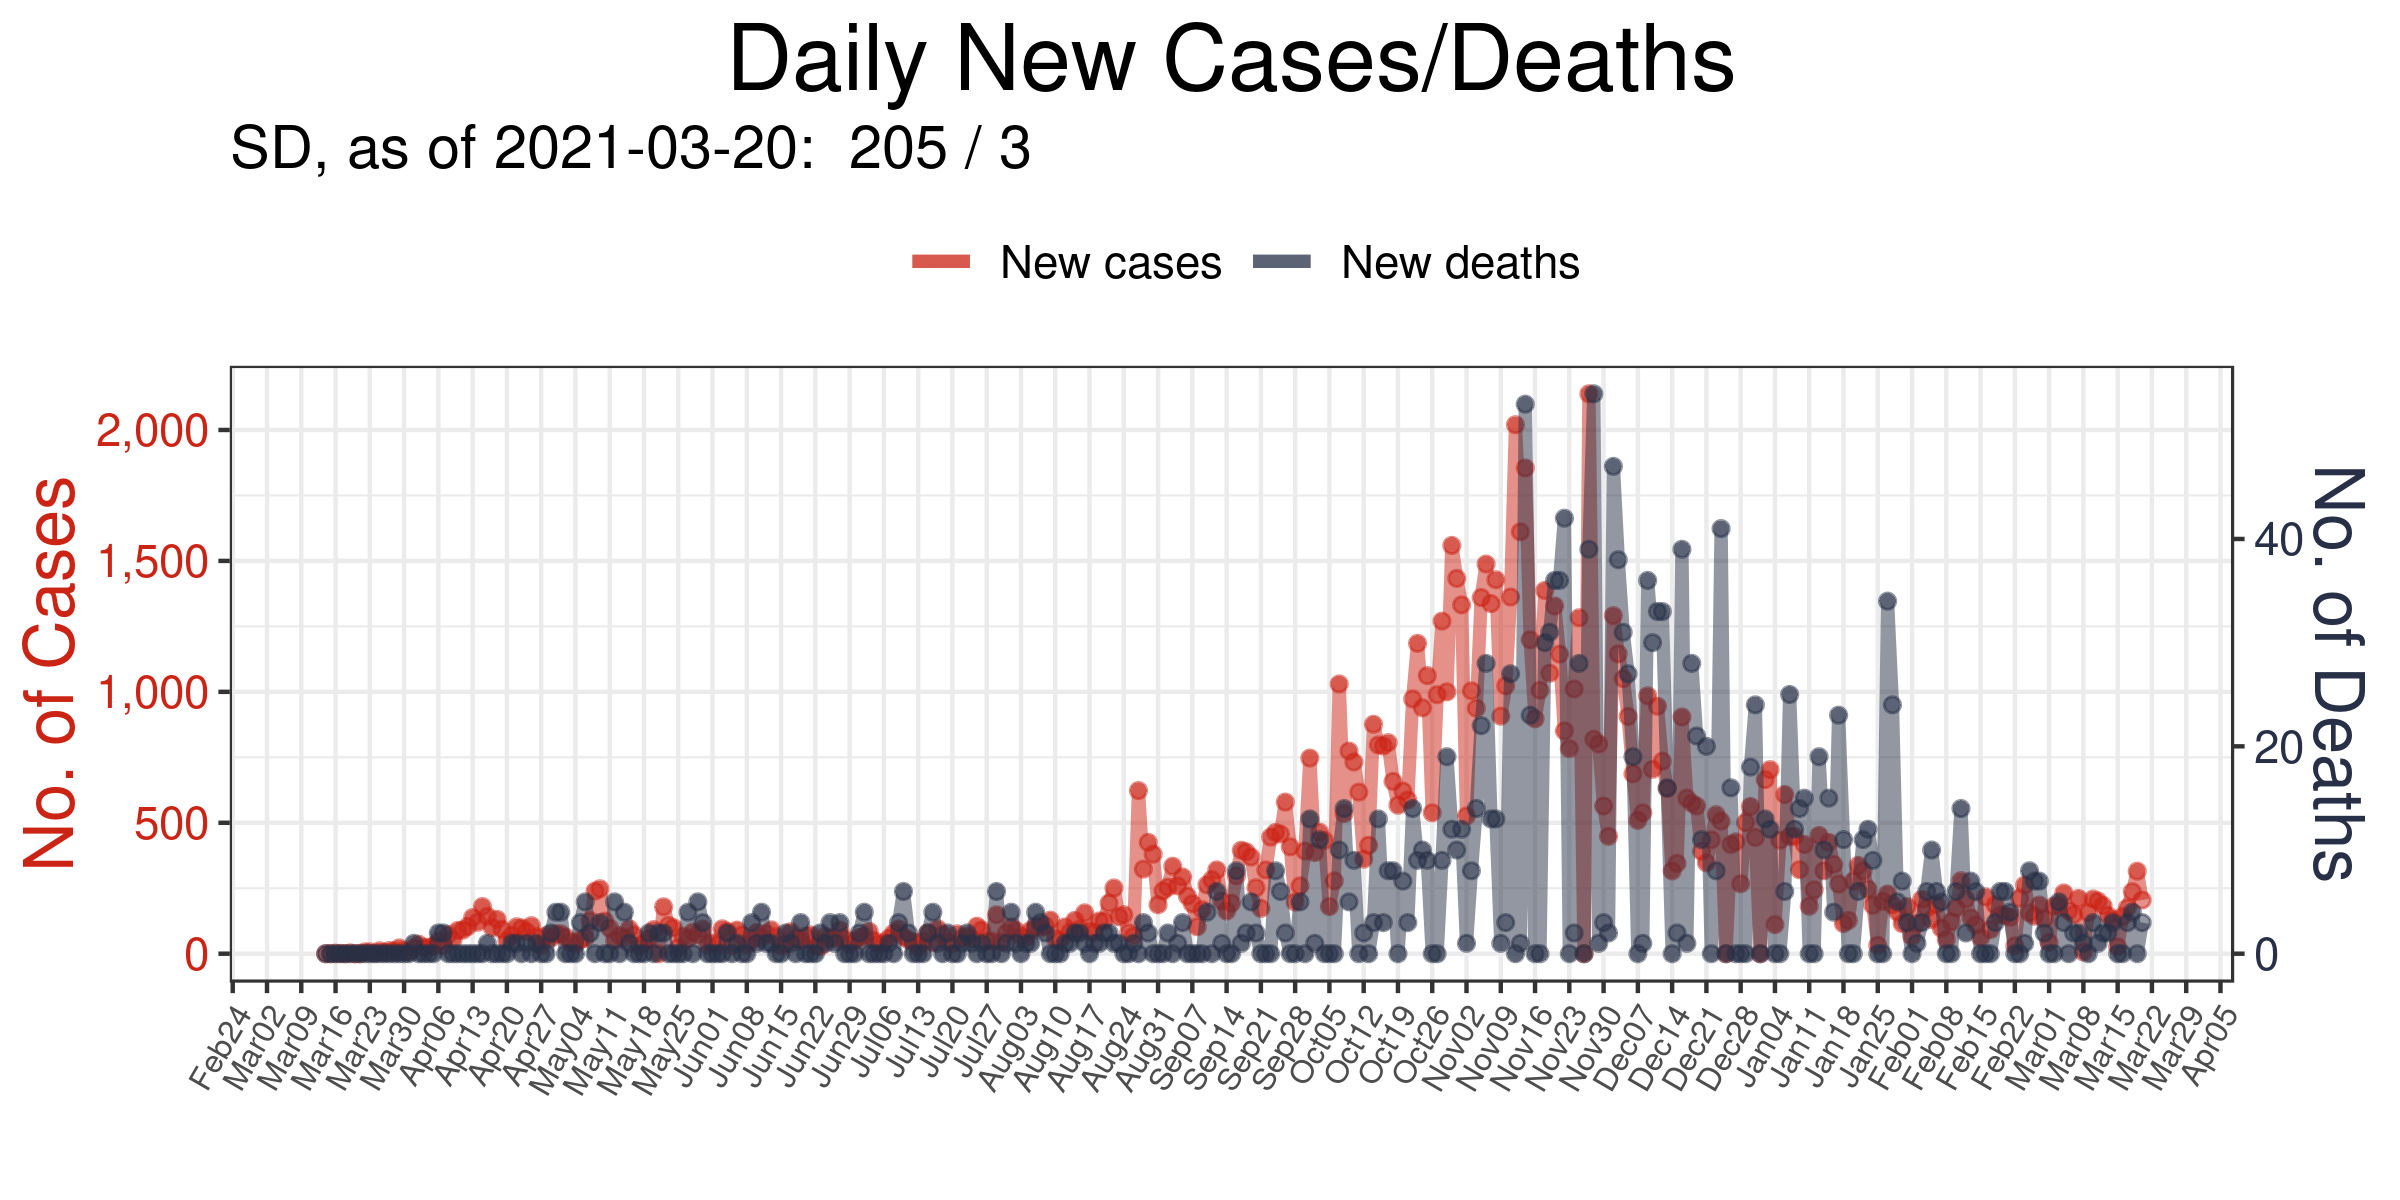 Daily New Cases/Deaths
SD, as of 2021-03-20:  205 / 3
New cases
New deaths
No. of Cases
2,000
1,500
1,000
500
0
40
20
0
No. of Deaths
Feb24
Mar02
Mar09
Mar16
Mar23
Mar30
Apr06
Apr13
Apr20
Apr27
May04
May11
May18
May25
Jun01
Jun08
Jun15
Jun22
Jun29
Jul06
Jul13
Jul20
Jul27
Aug03
Aug10
Aug17
Aug24
Aug31
Sep07
Sep14
Sep21
Sep28
Oct05
Oct12
Oct19
Oct26
Nov02
Nov09
Nov16
Nov23
Nov30
Dec07
Dec14
Dec21
Dec28
Jan04
Jan11
Jan18
Jan25
Feb01
Feb08
Feb15
Feb22
Mar01
Mar08
Mar15
Mar22
Mar29
Apr05